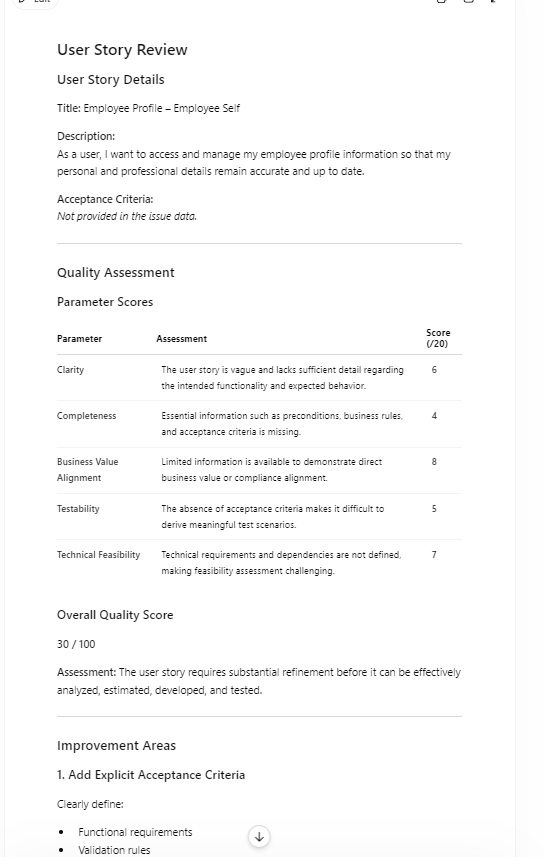 User Story Review
User Story Details
Title: Employee Profile – Employee Self
Description:
As a user, I want to access and manage my employee profile information so that my
personal and professional details remain accurate and up to date.
Acceptance Criteria:
Not provided in the issue data.
Quality Assessment
Parameter Scores
Parameter Assessment Score (/20)
Clarity The user story is vague and lacks sufficient detail regarding 6
the intended functionality and expected behavior.
Completeness Essential information such as preconditions, business rules, 4
and acceptance criteria is missing.
Business Value Limited information is available to demonstrate direct 8
Alignment business value or compliance alignment.
Testability The absence of acceptance criteria makes it difficult to 5
derive meaningful test scenarios.
Technical Feasibility Technical requirements and dependencies are not defined, 7
making feasibility assessment challenging.
Overall Quality Score
30 / 100
Assessment: The user story requires substantial refinement before it can be effectively
analyzed, estimated, developed, and tested.
Improvement Areas
1. Add Explicit Acceptance Criteria
Clearly define:
• Functional requirements
• Validation rules